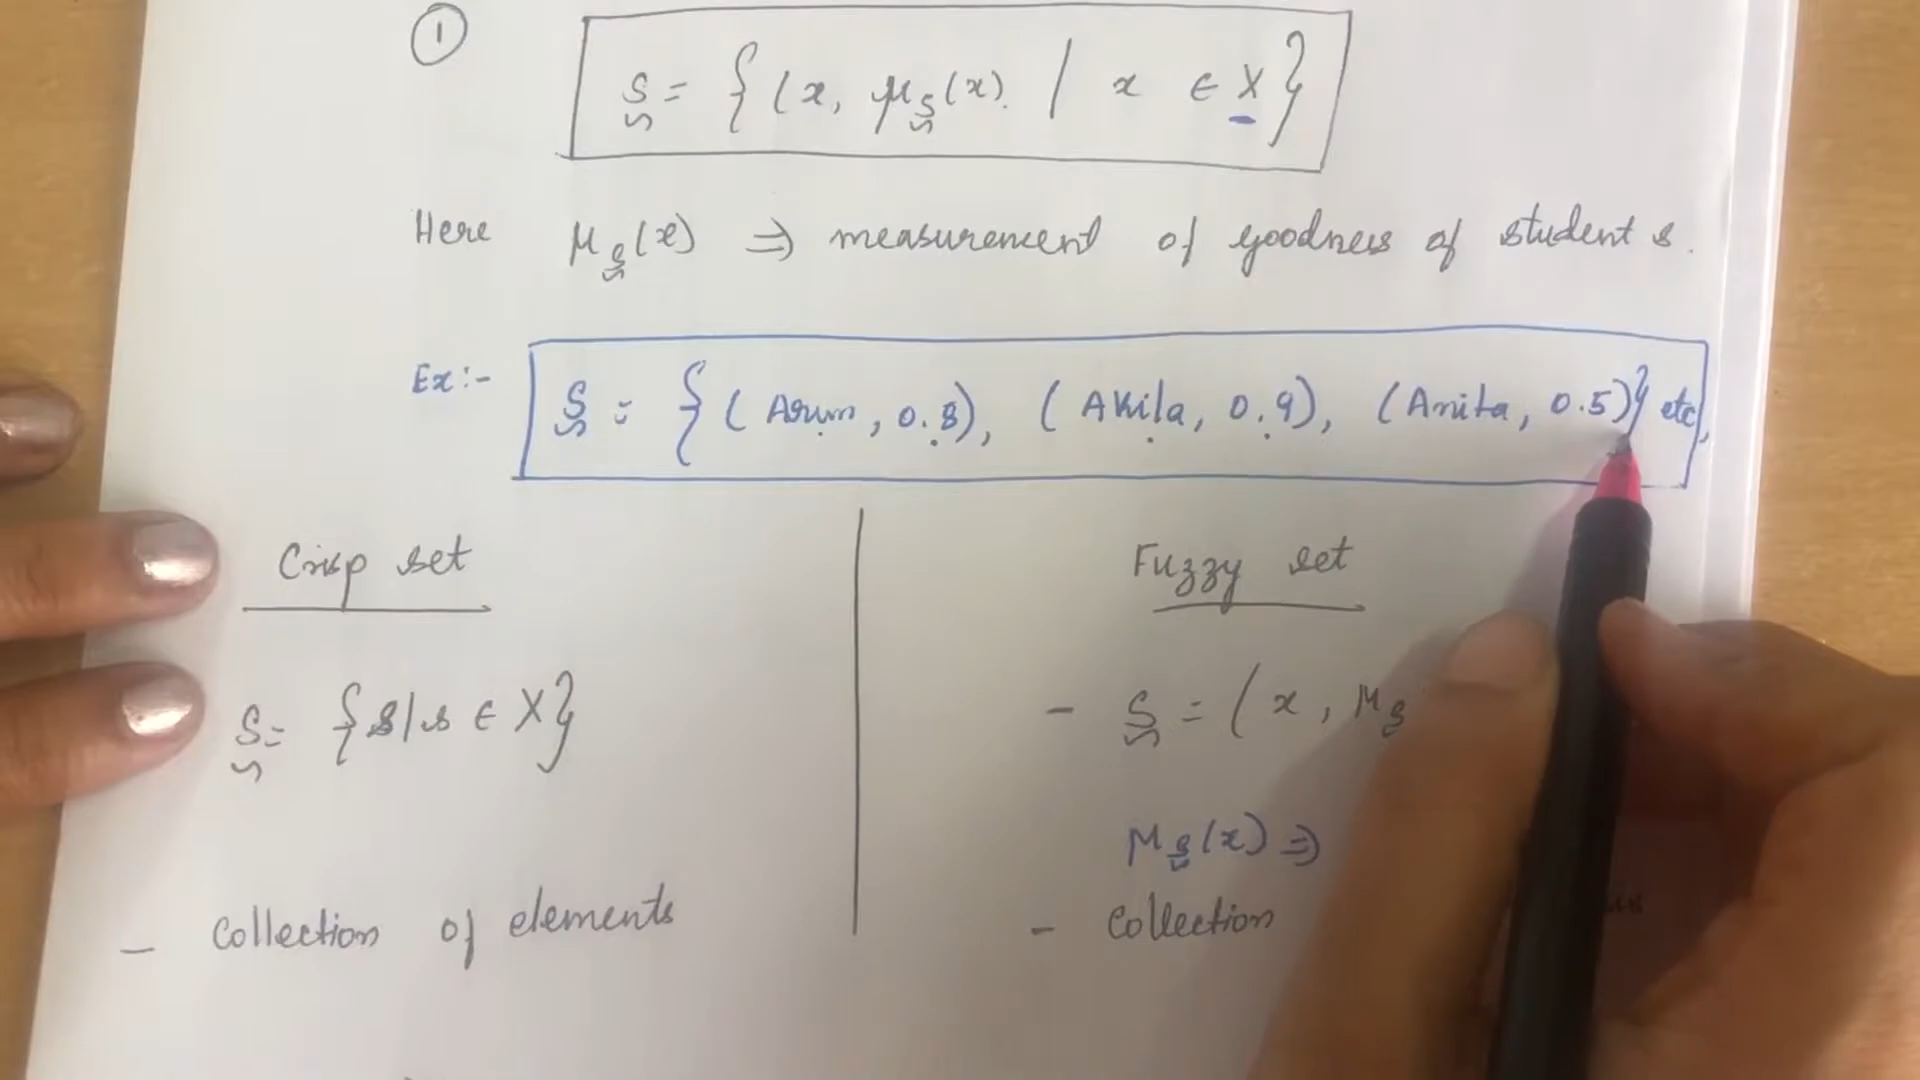 ①
S̰ = {(x, μS̰(x). / x ∈ X}
Here μS̰(x) ⇒ measurement of goodness of student s.
Ex:- S̰ = {(Arun, 0.8), (Akila, 0.9), (Anita, 0.5)} etc,
Crisp set
Fuzzy set
S̰ = {s/s ∈ X}
- S̰ = (x, μS
μS̰(x) ⇒
- Collection of elements
- Collection